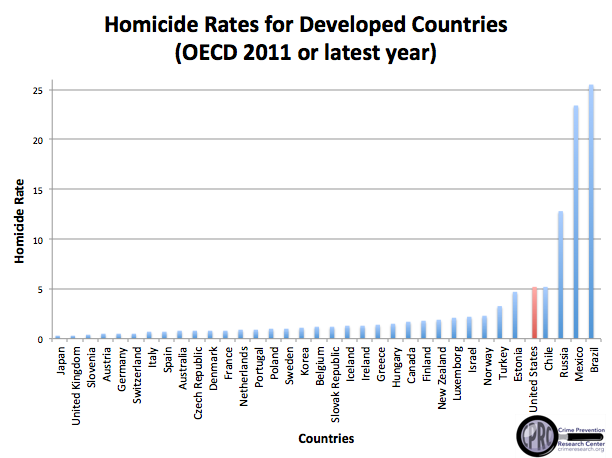 Homicide Rates for Developed Countries
(OECD 2011 or latest year)
Homicide Rate
25
20
15
10
5
0
Japan
United Kingdom
Slovenia
Austria
Germany
Switzerland
Italy
Spain
Australia
Czech Republic
Denmark
France
Netherlands
Portugal
Poland
Sweden
Korea
Belgium
Slovak Republic
Iceland
Ireland
Greece
Hungary
Canada
Finland
New Zealand
Luxemborg
Israel
Norway
Turkey
Estonia
United States
Chile
Russia
Mexico
Brazil
Countries
CPRC
Crime Prevention
Research Center
crimeresearch.org